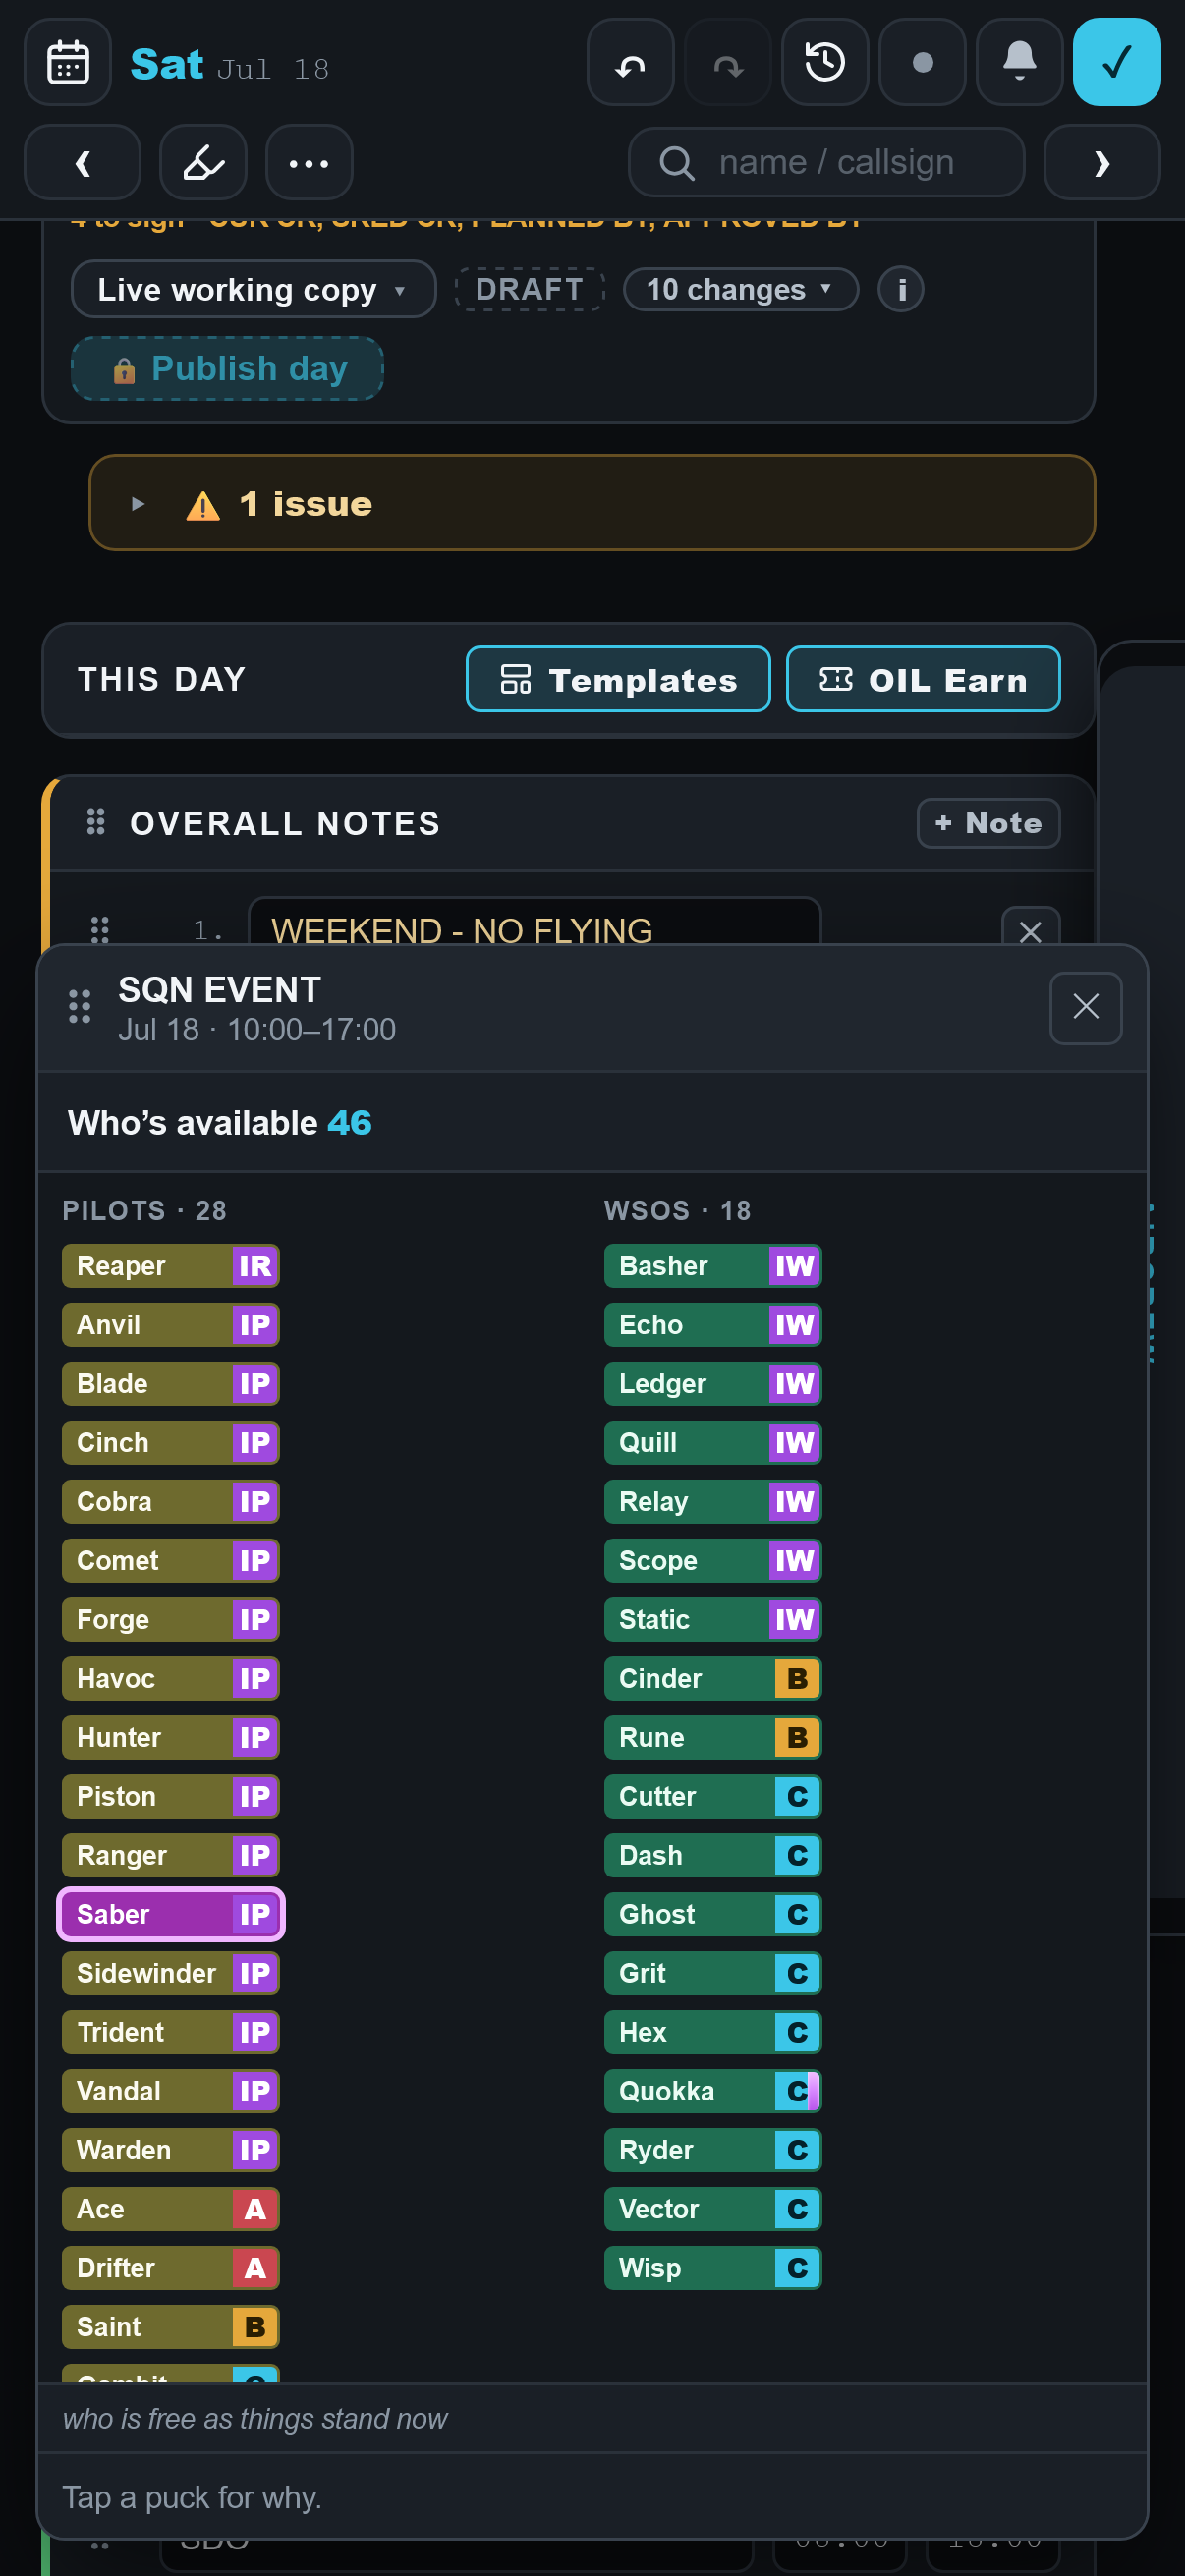 Sat Jul 18
name / callsign
4 to sign
Live working copy DRAFT 10 changes i
Publish day
1 issue
THIS DAY Templates OIL Earn
OVERALL NOTES + Note
1. WEEKEND - NO FLYING
SQN EVENT
Jul 18 · 10:00–17:00
Who’s available 46
PILOTS · 28 WSOS · 18
Reaper IR Basher IW
Anvil IP Echo IW
Blade IP Ledger IW
Cinch IP Quill IW
Cobra IP Relay IW
Comet IP Scope IW
Forge IP Static IW
Havoc IP Cinder B
Hunter IP Rune B
Piston IP Cutter C
Ranger IP Dash C
Saber IP Ghost C
Sidewinder IP Grit C
Trident IP Hex C
Vandal IP Quokka C
Warden IP Ryder C
Ace A Vector C
Drifter A Wisp C
Saint B
who is free as things stand now
Tap a puck for why.